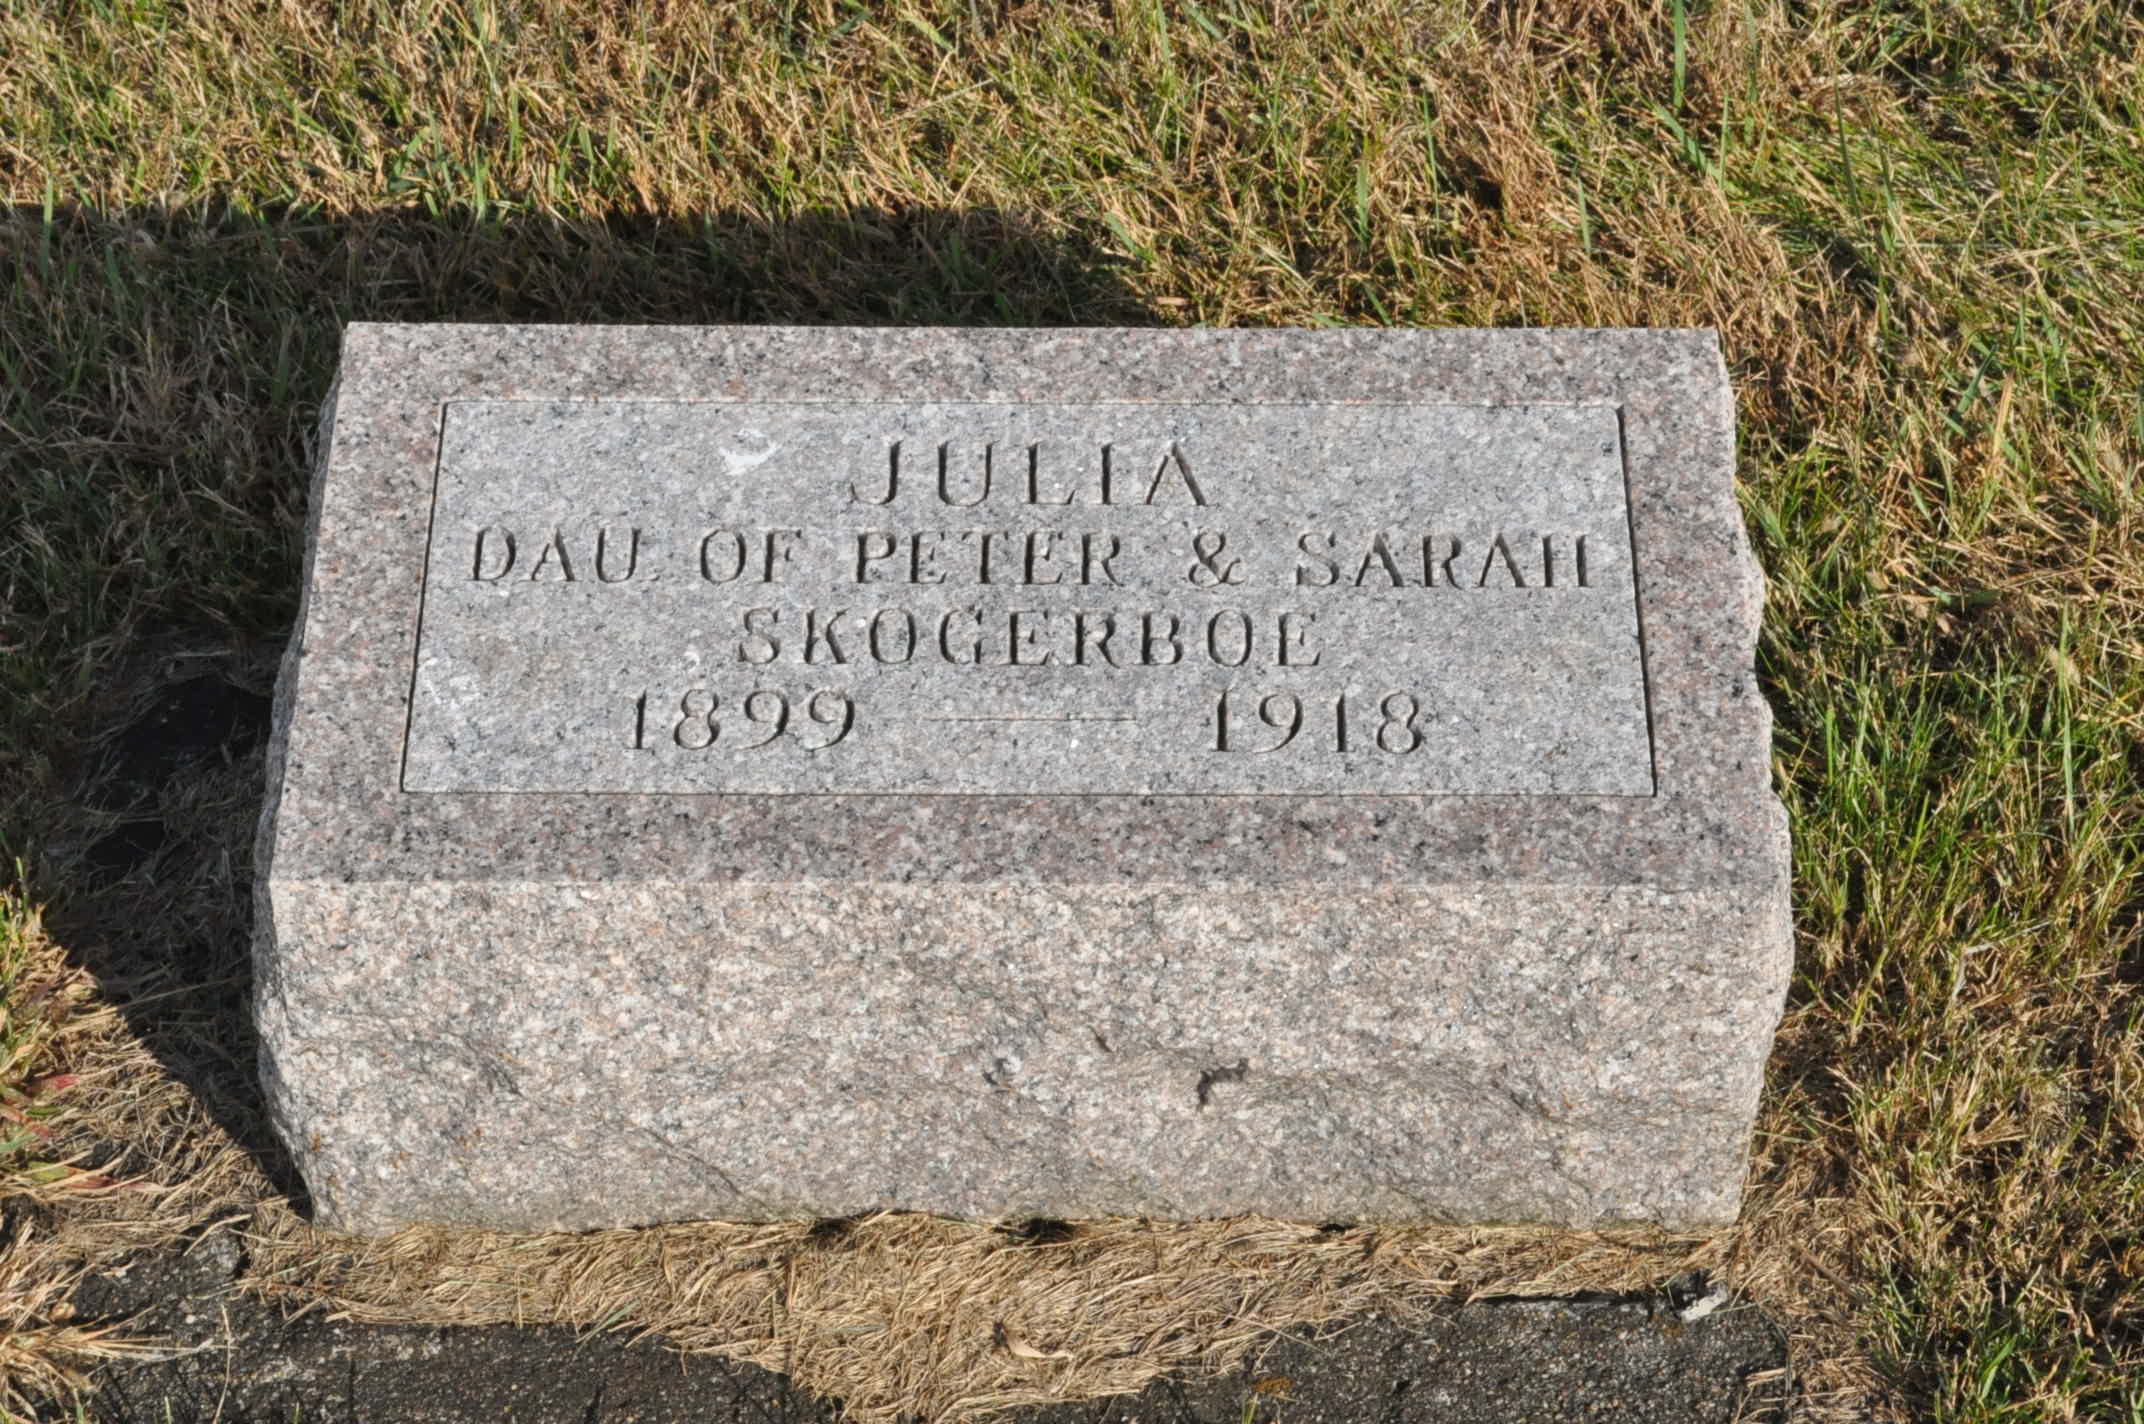 JULIA
DAU. OF PETER & SARAH
SKOGERBOE
1899 — 1918